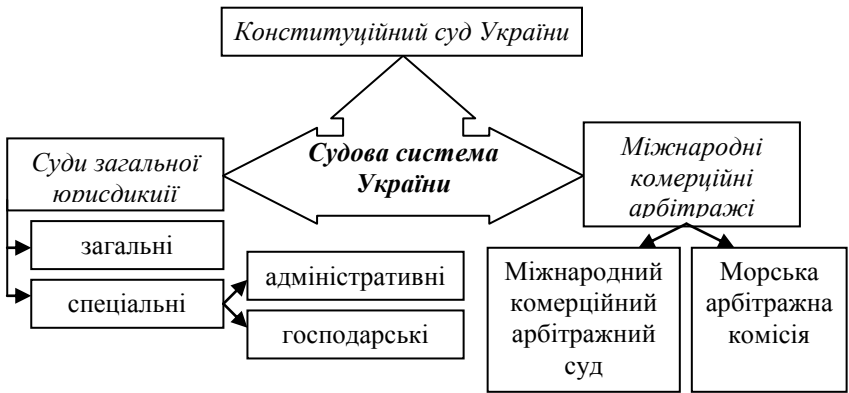 Конституційний суд України
Судова система
України
Суди загальної
юрисдикції
загальні
спеціальні
адміністративні
господарські
Міжнародні
комерційні
арбітражі
Міжнародний
комерційний
арбітражний
суд
Морська
арбітражна
комісія